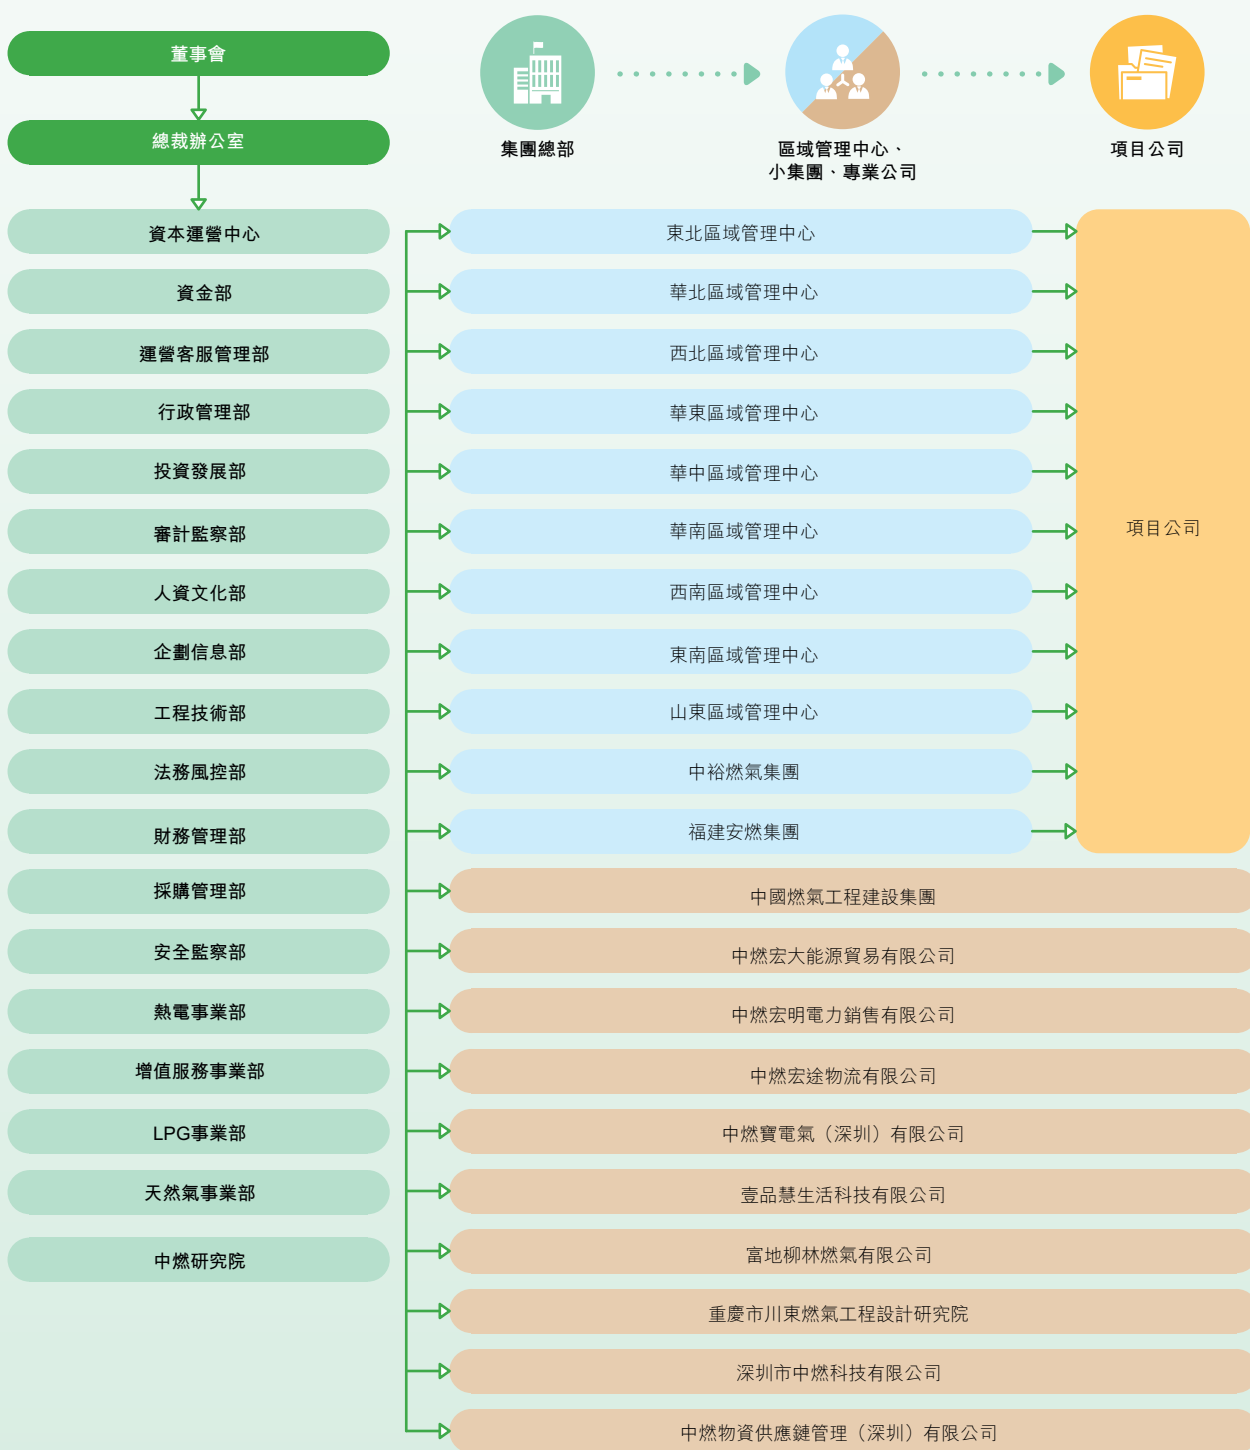 董事會
總裁辦公室
集團總部
區域管理中心、
小集團、專業公司
項目公司
資本運營中心
資金部
運營客服管理部
行政管理部
投資發展部
審計監察部
人資文化部
企劃信息部
工程技術部
法務風控部
財務管理部
採購管理部
安全監察部
熱電事業部
增值服務事業部
LPG事業部
天然氣事業部
中燃研究院
東北區域管理中心
華北區域管理中心
西北區域管理中心
華東區域管理中心
華中區域管理中心
華南區域管理中心
西南區域管理中心
東南區域管理中心
山東區域管理中心
中裕燃氣集團
福建安燃集團
中國燃氣工程建設集團
中燃宏大能源貿易有限公司
中燃宏明電力銷售有限公司
中燃宏途物流有限公司
中燃寶電氣（深圳）有限公司
壹品慧生活科技有限公司
富地柳林燃氣有限公司
重慶市川東燃氣工程設計研究院
深圳市中燃科技有限公司
中燃物資供應鏈管理（深圳）有限公司
項目公司